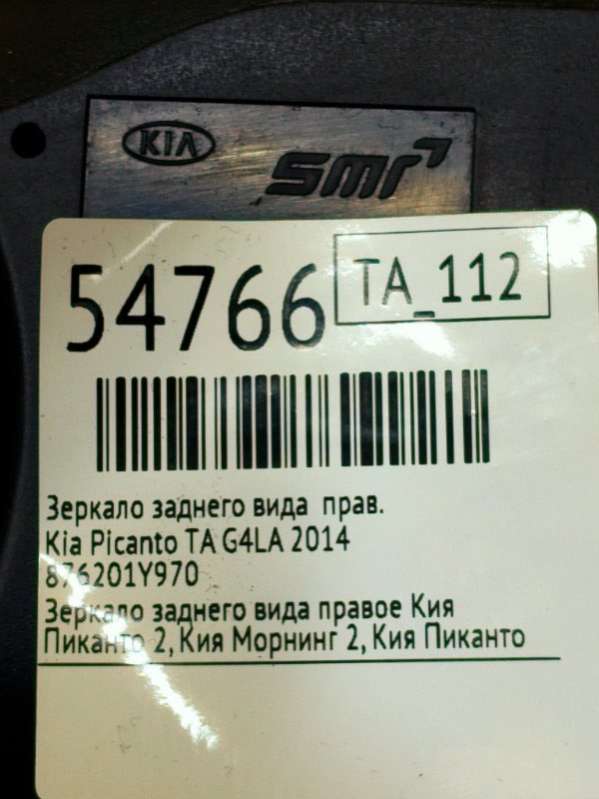 KIA
SMR
54766
TA_112
Зеркало заднего вида прав.
Kia Picanto TA G4LA 2014
876201Y970
Зеркало заднего вида правое Кия
Пиканто 2, Кия Морнинг 2, Кия Пиканто